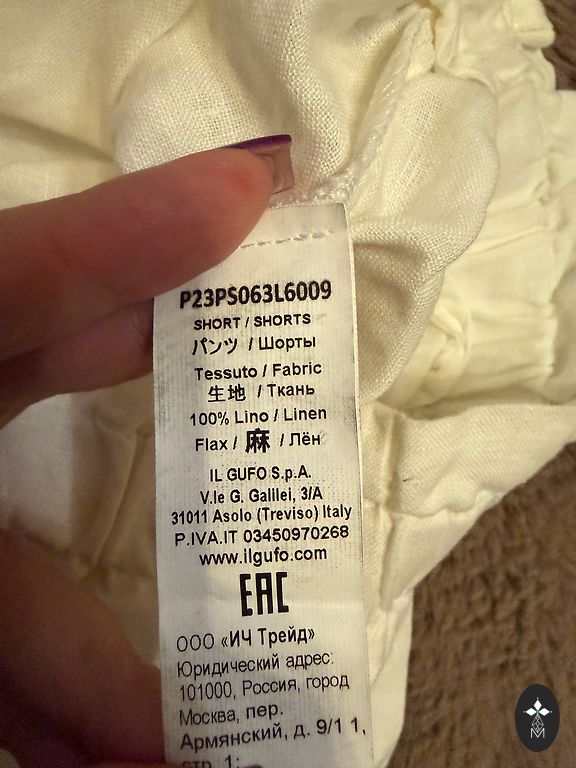 P23PS063L6009
SHORT / SHORTS
パンツ / Шорты
Tessuto / Fabric
生地 / Ткань
100% Lino / Linen
Flax / 麻 / Лён
IL GUFO S.p.A.
V.le G. Galilei, 3/A
31011 Asolo (Treviso) Italy
P.IVA.IT 03450970268
www.ilgufo.com
EAC
ООО «ИЧ Трейд»
Юридический адрес:
101000, Россия, город
Москва, пер.
Армянский, д. 9/1 1,
стр. 1;
M